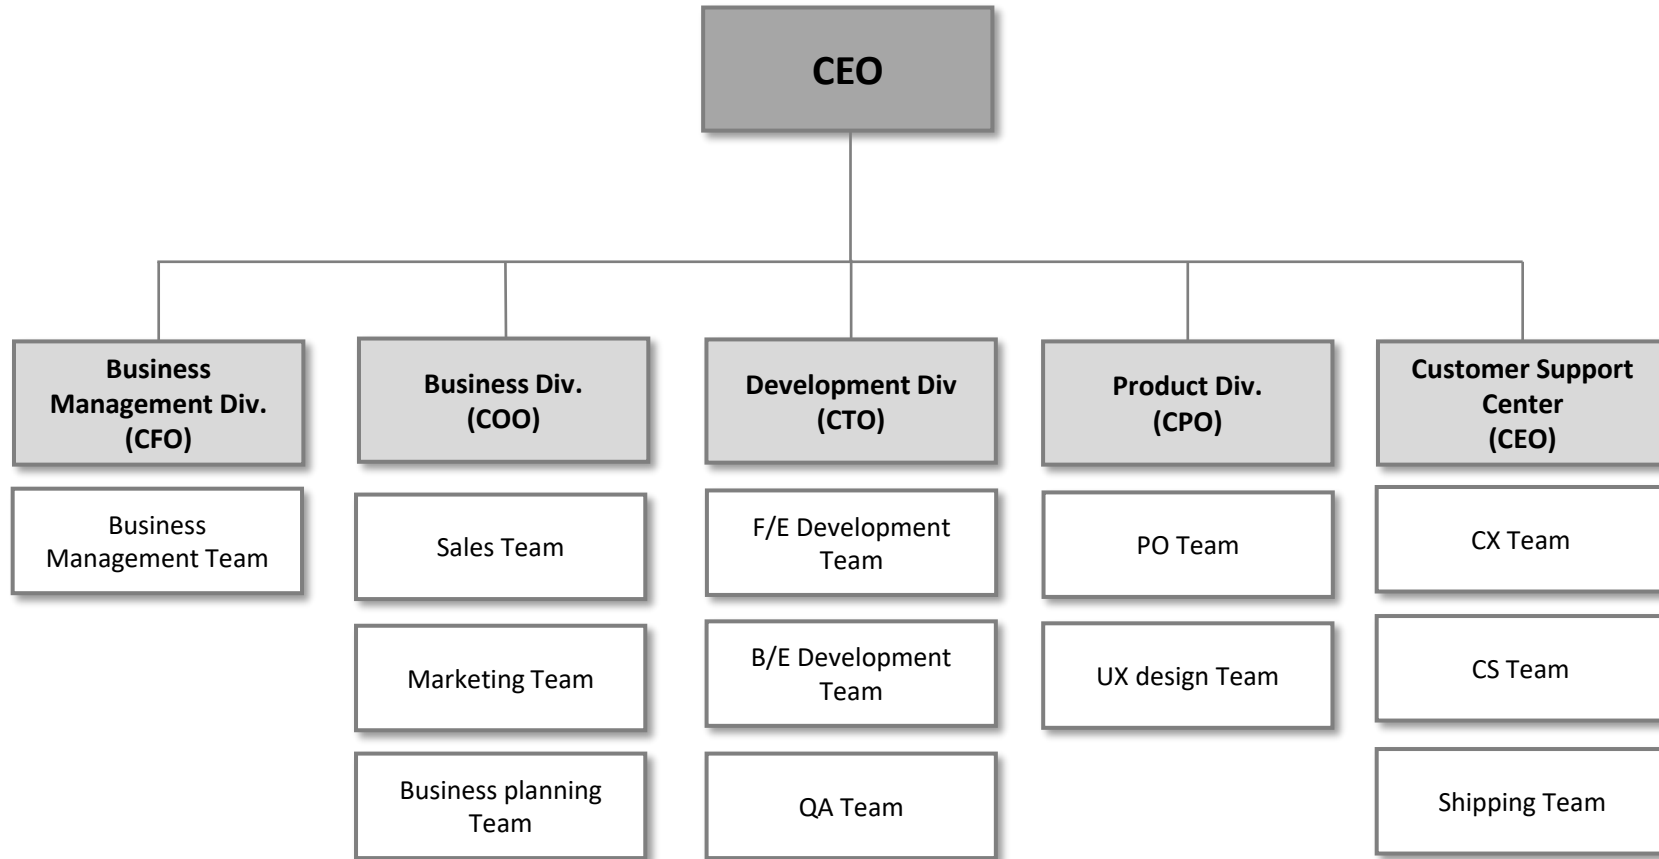 CEO
Business
Management Div.
(CFO)
Business Div.
(COO)
Development Div
(CTO)
Product Div.
(CPO)
Customer Support
Center
(CEO)
Business
Management Team
Sales Team
F/E Development
Team
PO Team
CX Team
Marketing Team
B/E Development
Team
UX design Team
CS Team
Business planning
Team
QA Team
Shipping Team